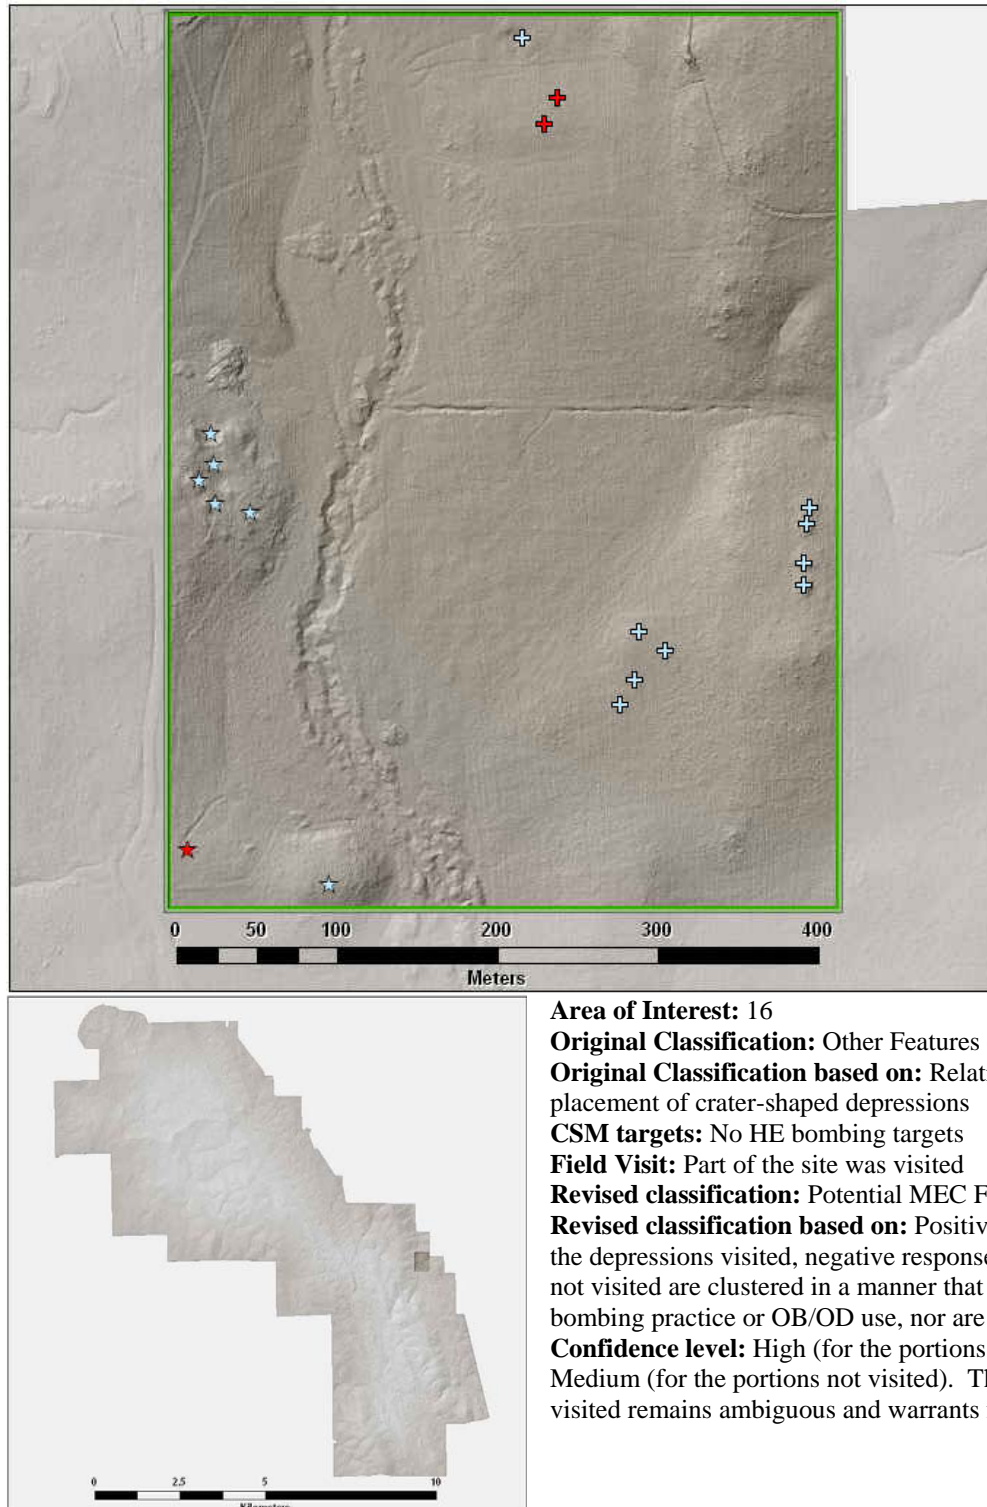 0 50 100 200 300 400
Meters
Area of Interest: 16
Original Classification: Other Features
Original Classification based on:
placement of crater-shaped depressions
CSM targets: No HE bombing targets
Field Visit: Part of the site was visited
Revised classification: Potential MEC
Revised classification based on:
the depressions visited, negative
not visited are clustered in a manner that
bombing practice or OB/OD use, nor are
Confidence level: High (for the portions
Medium (for the portions not visited).
visited remains ambiguous and warrants
0 2.5 5 10